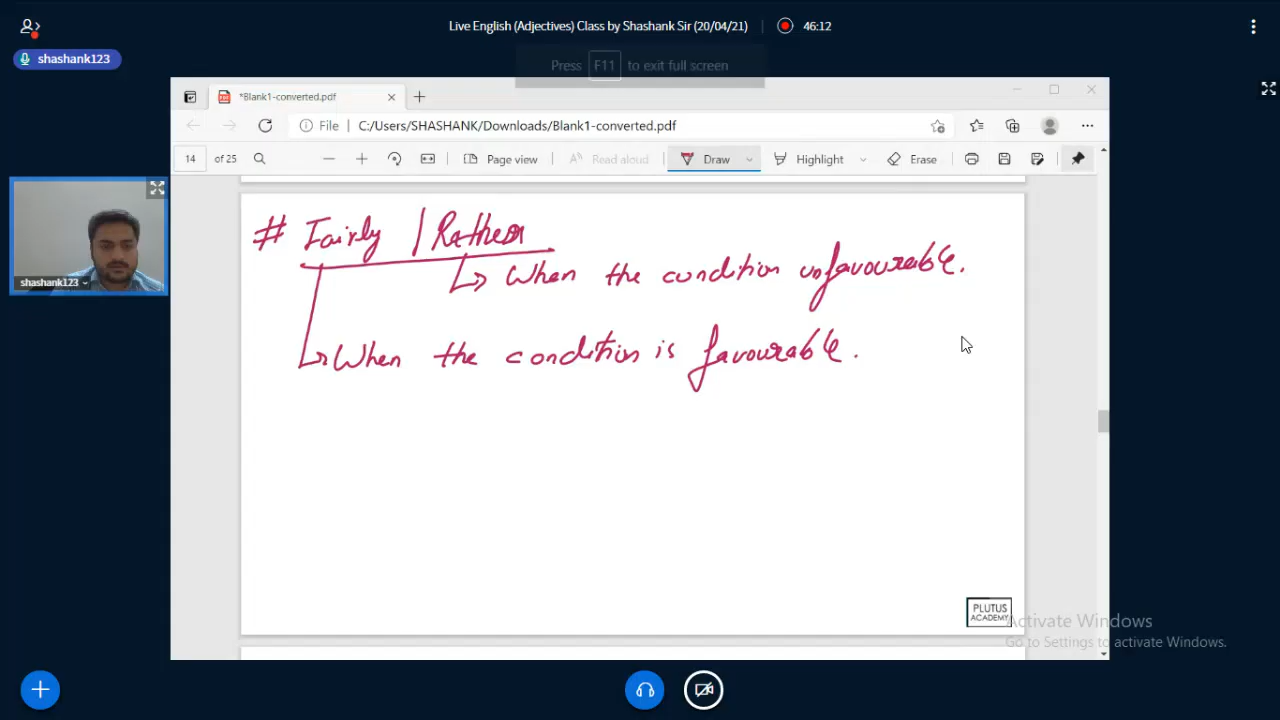 Live English (Adjectives) Class by Shashank Sir (20/04/21)
46:12
shashank123
Press F11 to exit full screen
*Blank1-converted.pdf
File
C:/Users/SHASHANK/Downloads/Blank1-converted.pdf
14 of 25
Page view
Read aloud
Draw
Highlight
Erase
# Fairly / Rather
When the condition unfavourable.
When the condition is favourable.
shashank123
PLUTUS
ACADEMY
Activate Windows
Go to Settings to activate Windows.